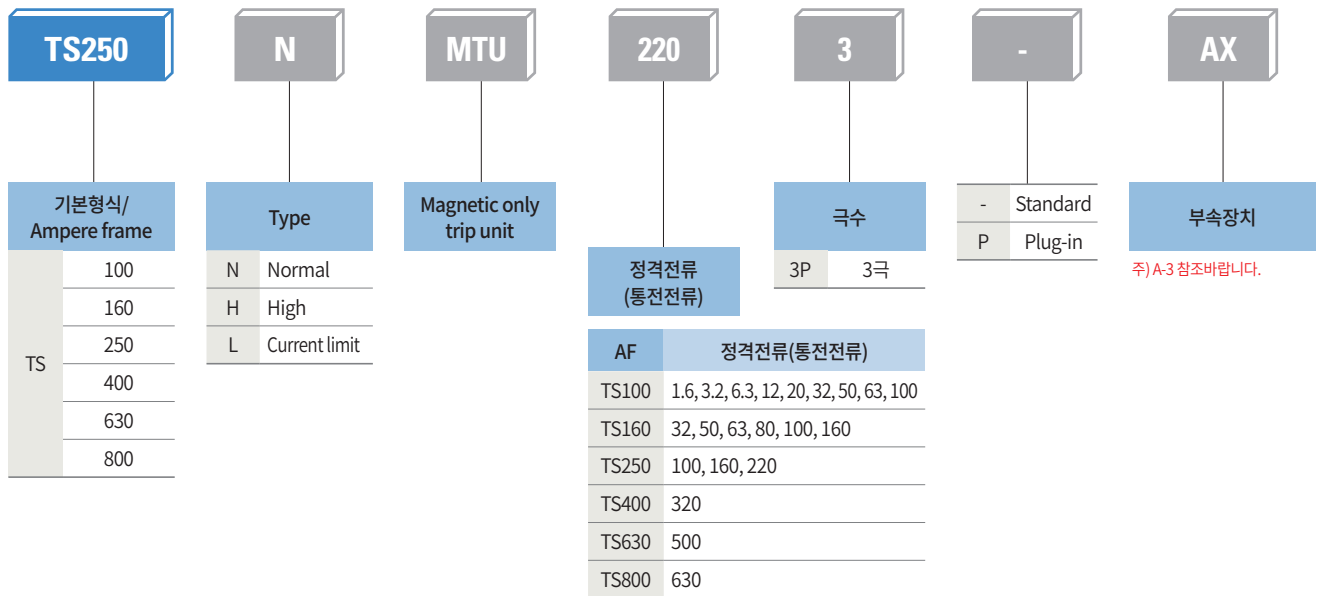 TS250 N MTU 220 3 - AX
기본형식/
Ampere frame
TS
100
160
250
400
630
800
Type
N Normal
H High
L Current limit
Magnetic only
trip unit
정격전류
(통전전류)
AF 정격전류(통전전류)
TS100 1.6, 3.2, 6.3, 12, 20, 32, 50, 63, 100
TS160 32, 50, 63, 80, 100, 160
TS250 100, 160, 220
TS400 320
TS630 500
TS800 630
극수
3P 3극
- Standard
P Plug-in
부속장치
주) A-3 참조바랍니다.